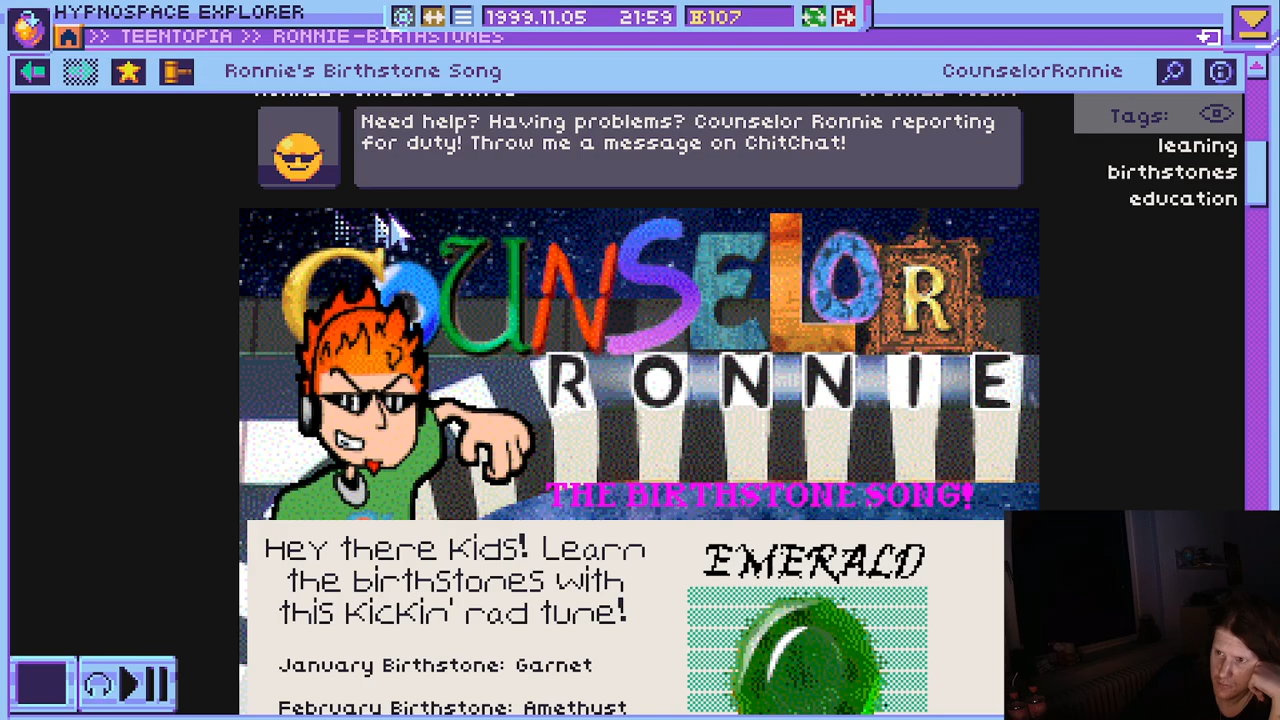 HYPNOSPACE EXPLORER
1999.11.05 21:59 107
>> TEENTOPIA >> RONNIE-BIRTHSTONES
Ronnie's Birthstone Song CounselorRonnie
Tags:
leaning
birthstones
education
Need help? Having problems? Counselor Ronnie reporting
for duty! Throw me a message on ChitChat!
COUNSELOR
RONNIE
THE BIRTHSTONE SONG!
Hey there kids! Learn
the birthstones with
this kickin' rad tune!
January Birthstone: Garnet
February Birthstone: Amethust
EMERALD